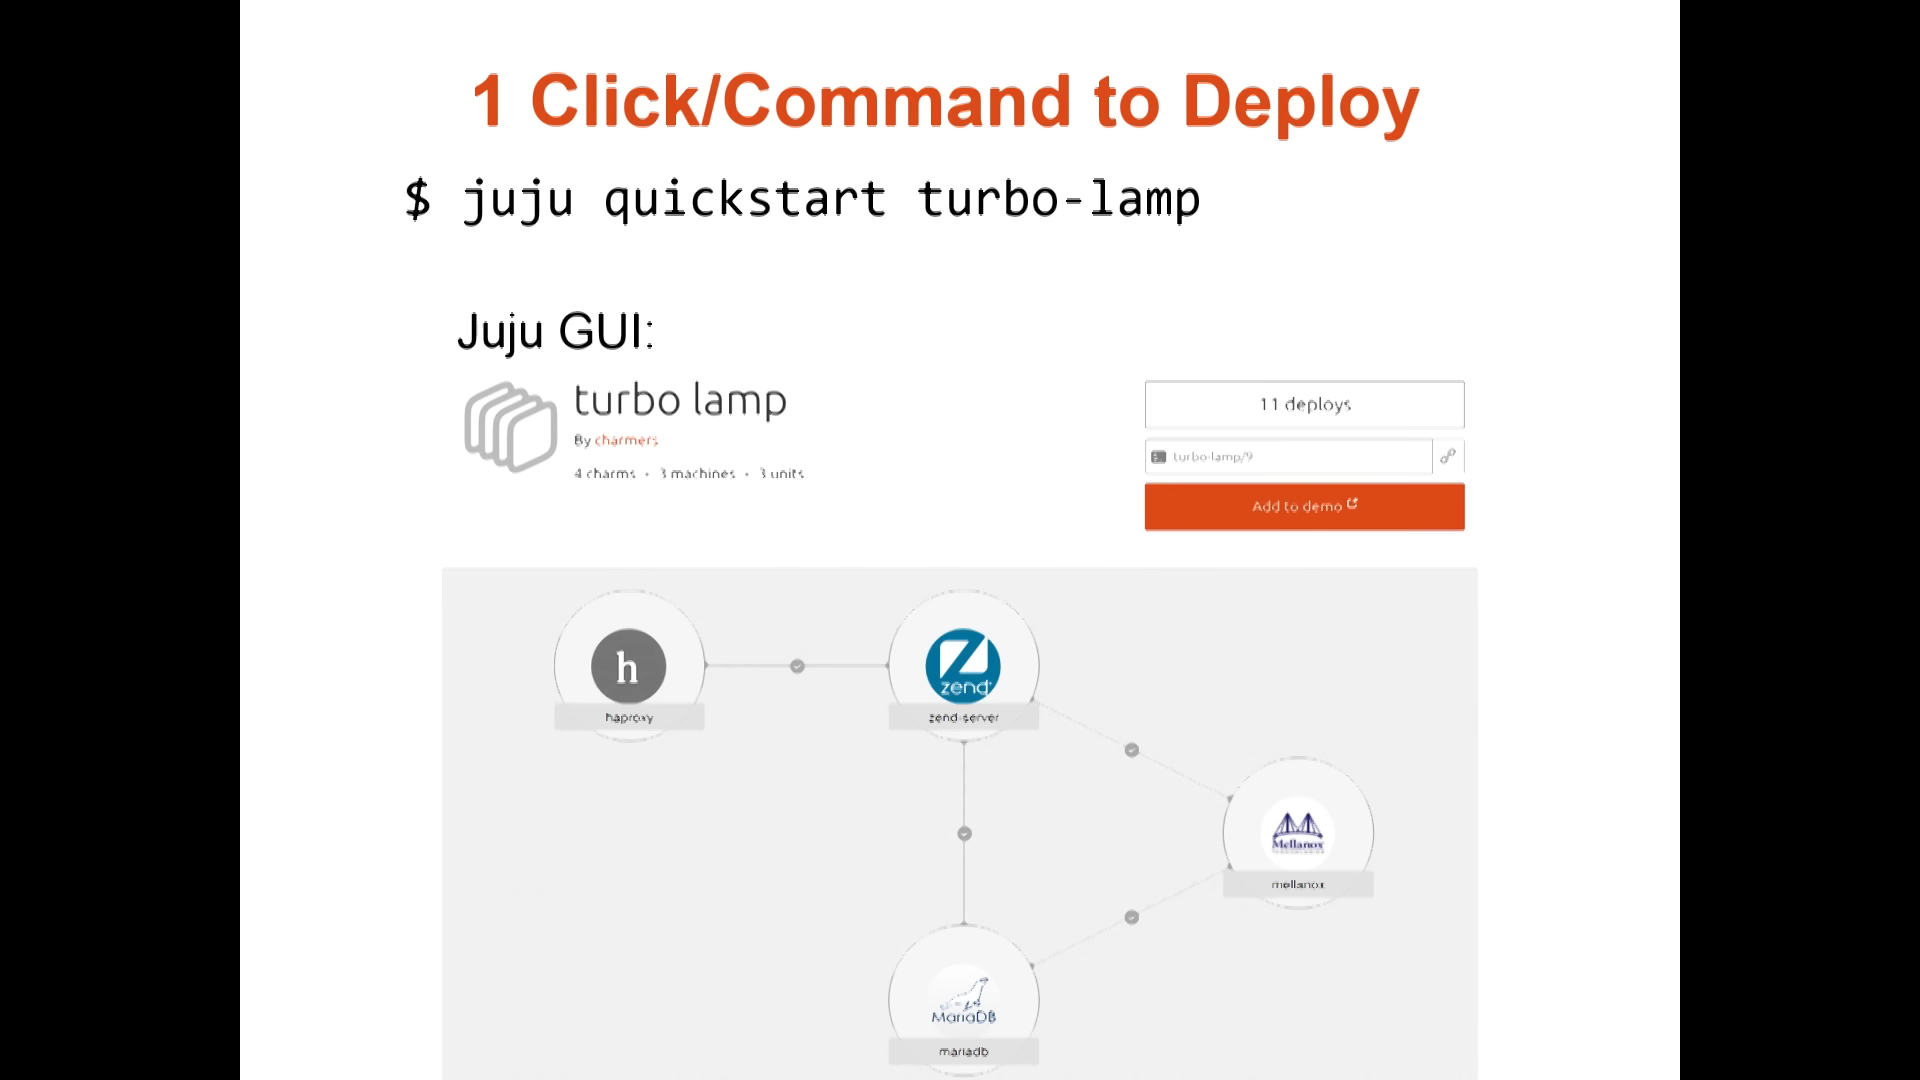 1 Click/Command to Deploy
$ juju quickstart turbo-lamp
Juju GUI:
turbo lamp
By charmers
4 charms • 3 machines • 3 units
11 deploys
turbo-lamp/9
Add to demo
h
haproxy
zend
zend-server
Mellanox
mellanox
MariaDB
mariadb